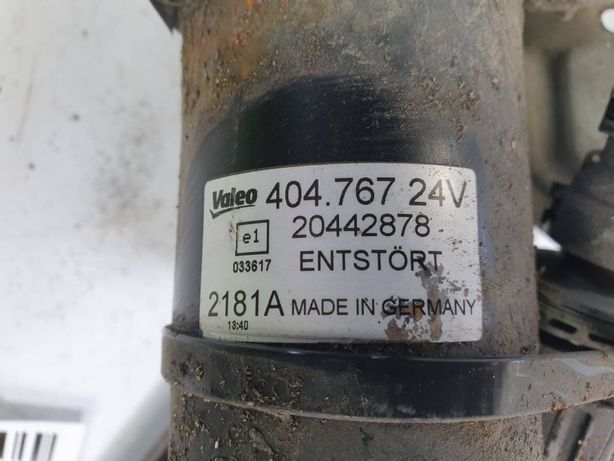 Valeo 404.767 24V
e1 20442878
033617 ENTSTÖRT
2181A MADE IN GERMANY
13:40